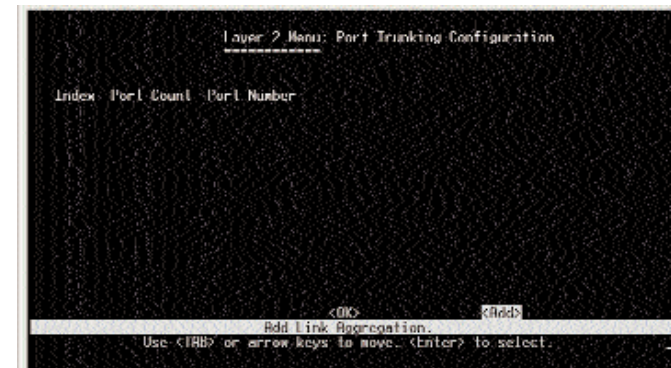 Layer 2 Menu: Port Trunking Configuration
Index Port Count Port Number
<OK> <Add>
Add Link Aggregation.
Use <TAB> or arrow keys to move. <Enter> to select.